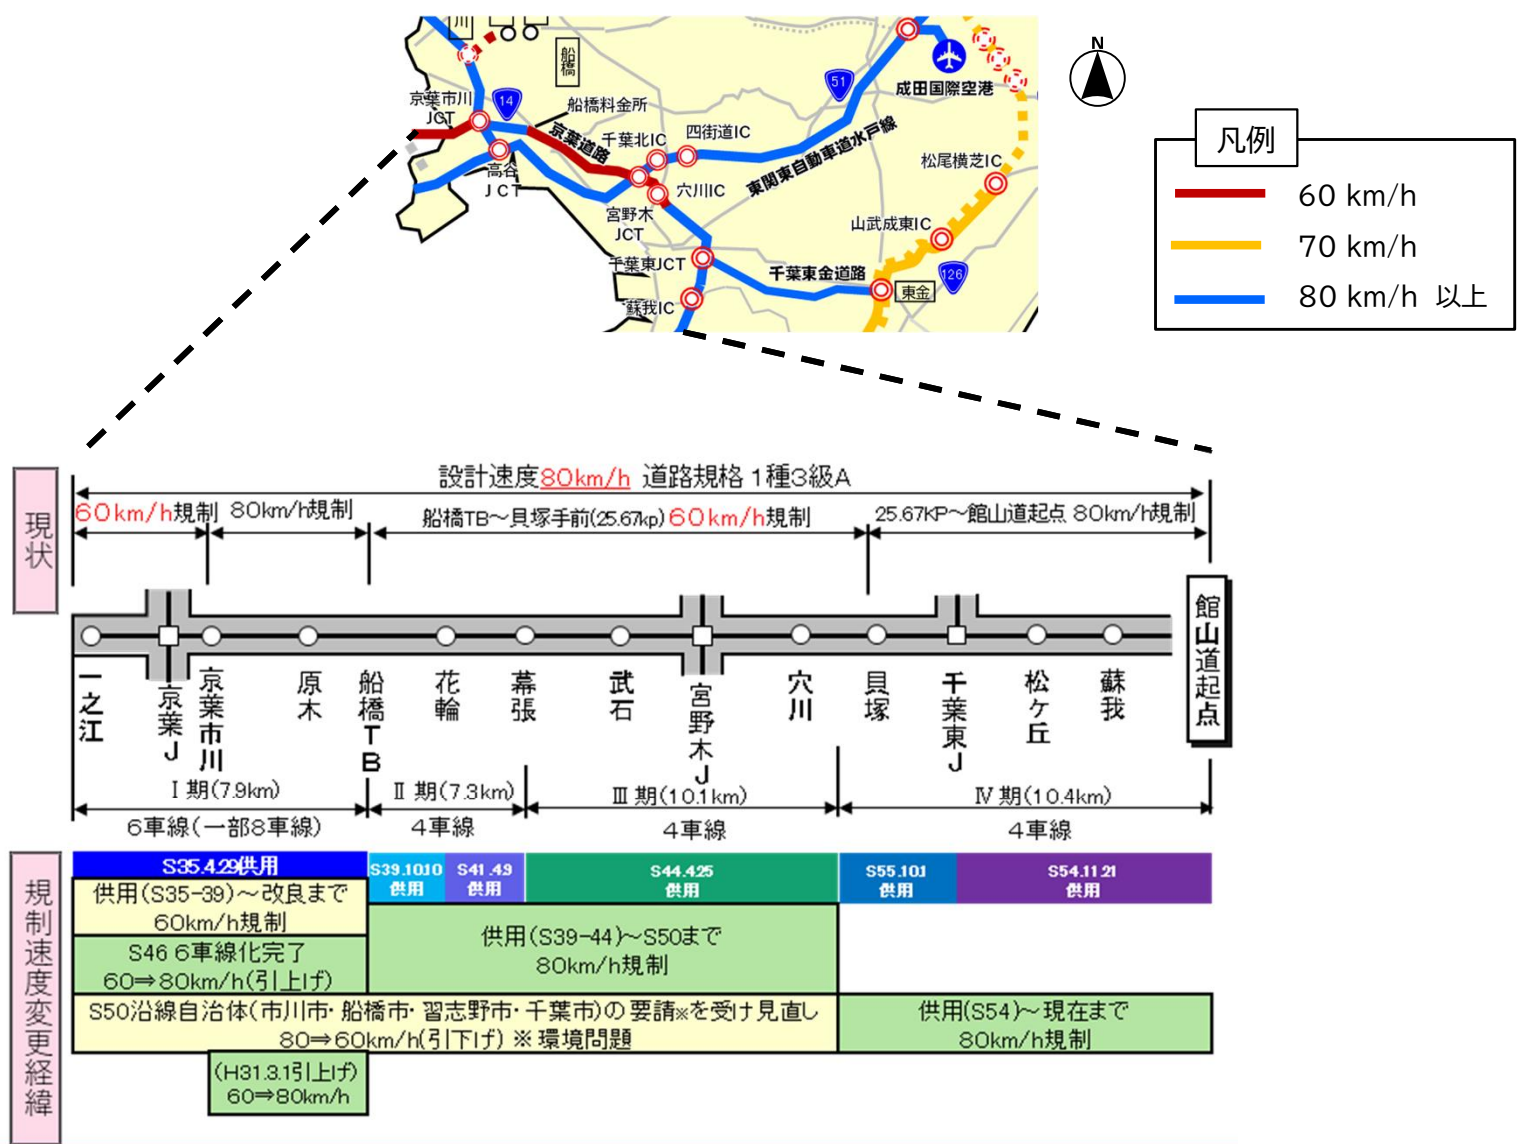 川
船橋
N
京葉市川
JCT
14
船橋料金所
51
成田国際空港
京葉道路
千葉北IC
四街道IC
東関東自動車道水戸線
高谷
JCT
穴川IC
松尾横芝IC
宮野木
JCT
山武成東IC
千葉東JCT
千葉東金道路
126
東金
蘇我IC
凡例
60 km/h
70 km/h
80 km/h 以上
現状
設計速度80km/h 道路規格 1種3級A
60km/h規制
80km/h規制
船橋TB～貝塚手前(25.67kp) 60km/h規制
25.67KP～館山道起点 80km/h規制
一之江
京葉J
京葉市川
原木
船橋TB
花輪
幕張
武石
宮野木J
穴川
貝塚
千葉東J
松ケ丘
蘇我
館山道起点
Ⅰ期(7.9km)
Ⅱ期(7.3km)
Ⅲ期(10.1km)
Ⅳ期(10.4km)
6車線(一部8車線)
4車線
4車線
4車線
規制速度変更経緯
S35.4.29供用
S39.10.10
供用
S41.4.9
供用
S44.4.25
供用
S55.10.1
供用
S54.11.21
供用
供用(S35-39)～改良まで
60km/h規制
S46 6車線化完了
60⇒80km/h(引上げ)
供用(S39-44)～S50まで
80km/h規制
S50沿線自治体(市川市・船橋市・習志野市・千葉市)の要請※を受け見直し
80⇒60km/h(引下げ) ※環境問題
供用(S54)～現在まで
80km/h規制
(H31.3.1引上げ)
60⇒80km/h